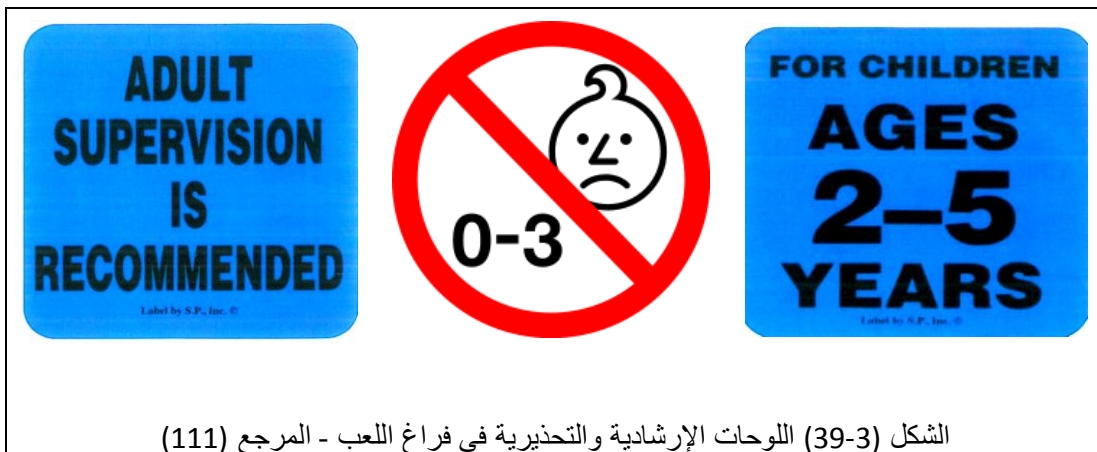 ADULT
SUPERVISION
IS
RECOMMENDED
Label by S.P., Inc. ©
0-3
FOR CHILDREN
AGES
2–5
YEARS
Label by S.P., Inc. ©
الشكل (3-39) اللوحات الإرشادية والتحذيرية في فراغ اللعب - المرجع (111)